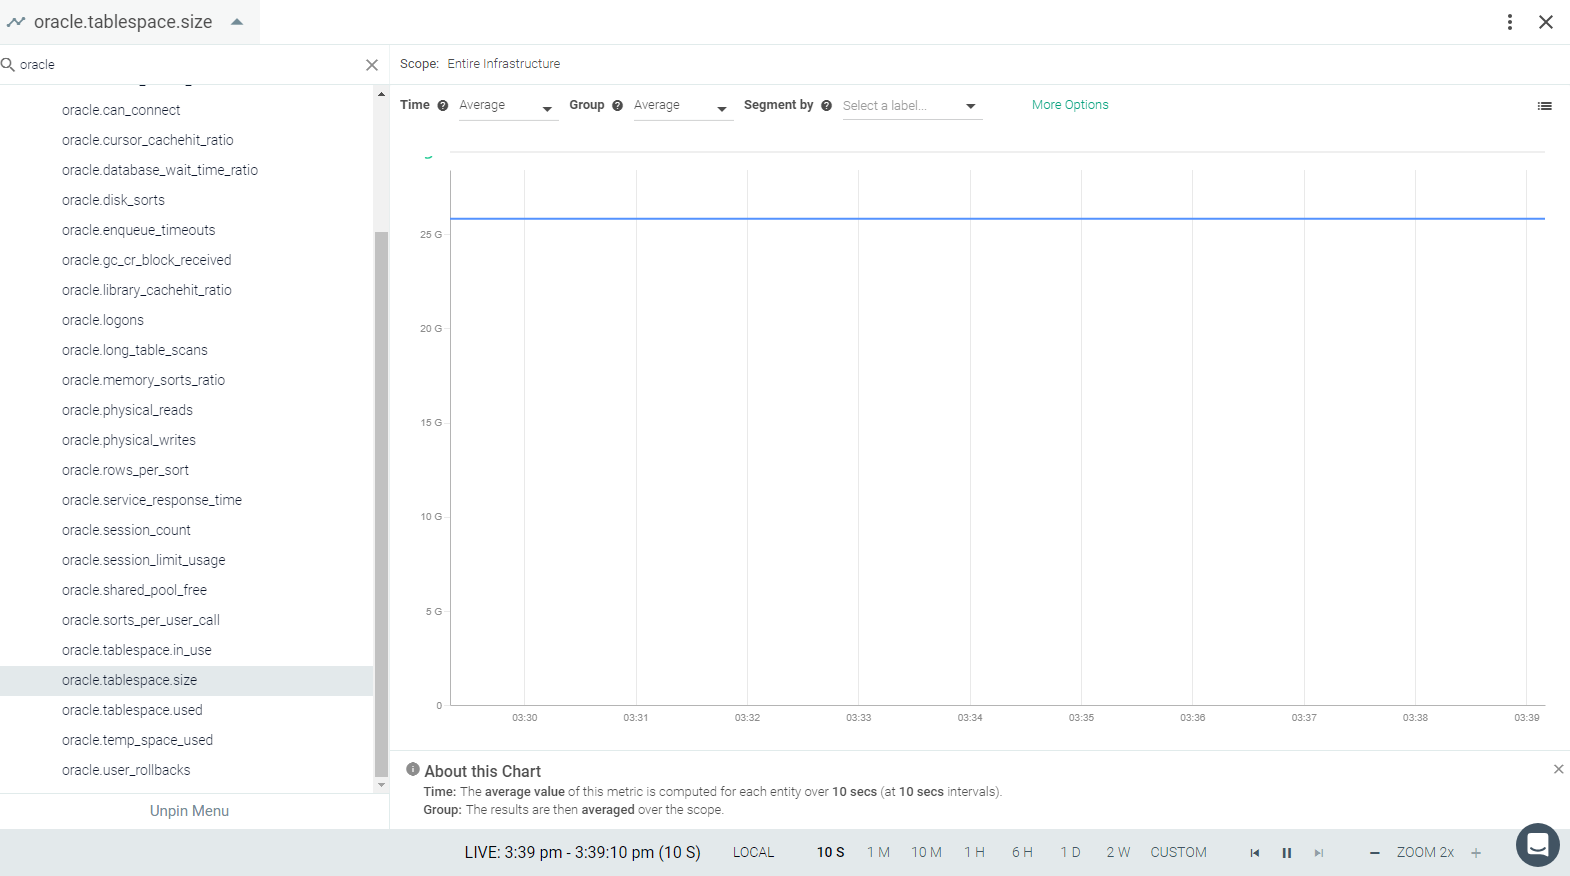 oracle.tablespace.size
oracle
Scope: Entire Infrastructure
Time Average Group Average Segment by Select a label... More Options
oracle.can_connect
oracle.cursor_cachehit_ratio
oracle.database_wait_time_ratio
oracle.disk_sorts
oracle.enqueue_timeouts
oracle.gc_cr_block_received
oracle.library_cachehit_ratio
oracle.logons
oracle.long_table_scans
oracle.memory_sorts_ratio
oracle.physical_reads
oracle.physical_writes
oracle.rows_per_sort
oracle.service_response_time
oracle.session_count
oracle.session_limit_usage
oracle.shared_pool_free
oracle.sorts_per_user_call
oracle.tablespace.in_use
oracle.tablespace.size
oracle.tablespace.used
oracle.temp_space_used
oracle.user_rollbacks
Unpin Menu
25 G
20 G
15 G
10 G
5 G
0
03:30 03:31 03:32 03:33 03:34 03:35 03:36 03:37 03:38 03:39
About this Chart
Time: The average value of this metric is computed for each entity over 10 secs (at 10 secs intervals).
Group: The results are then averaged over the scope.
LIVE: 3:39 pm - 3:39:10 pm (10 S) LOCAL 10 S 1 M 10 M 1 H 6 H 1 D 2 W CUSTOM ZOOM 2x